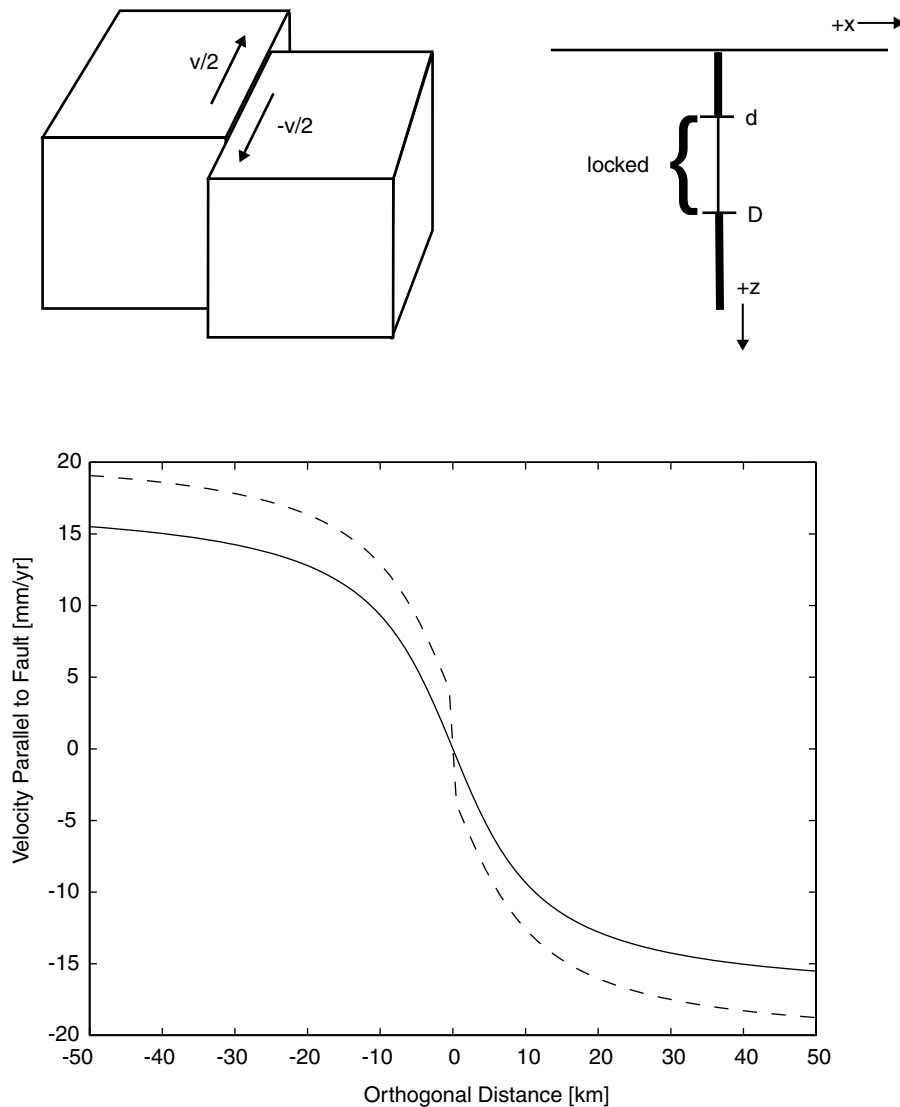 v/2
-v/2
+x
d
locked
D
+z
Velocity Parallel to Fault [mm/yr]
20
15
10
5
0
-5
-10
-15
-20
-50 -40 -30 -20 -10 0 10 20 30 40 50
Orthogonal Distance [km]